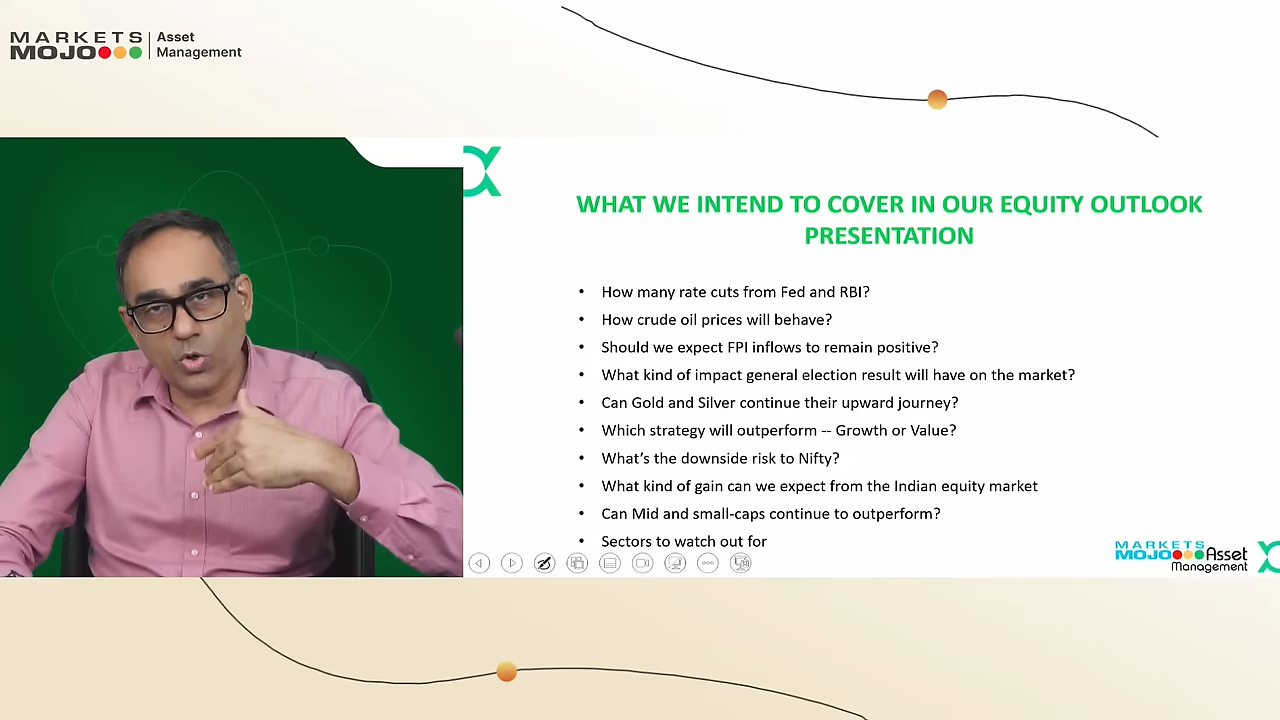 MARKETS
MOJO
Asset
Management
WHAT WE INTEND TO COVER IN OUR EQUITY OUTLOOK
PRESENTATION
• How many rate cuts from Fed and RBI?
• How crude oil prices will behave?
• Should we expect FPI inflows to remain positive?
• What kind of impact general election result will have on the market?
• Can Gold and Silver continue their upward journey?
• Which strategy will outperform -- Growth or Value?
• What's the downside risk to Nifty?
• What kind of gain can we expect from the Indian equity market
• Can Mid and small-caps continue to outperform?
• Sectors to watch out for
MARKETS
MOJO Asset
Management